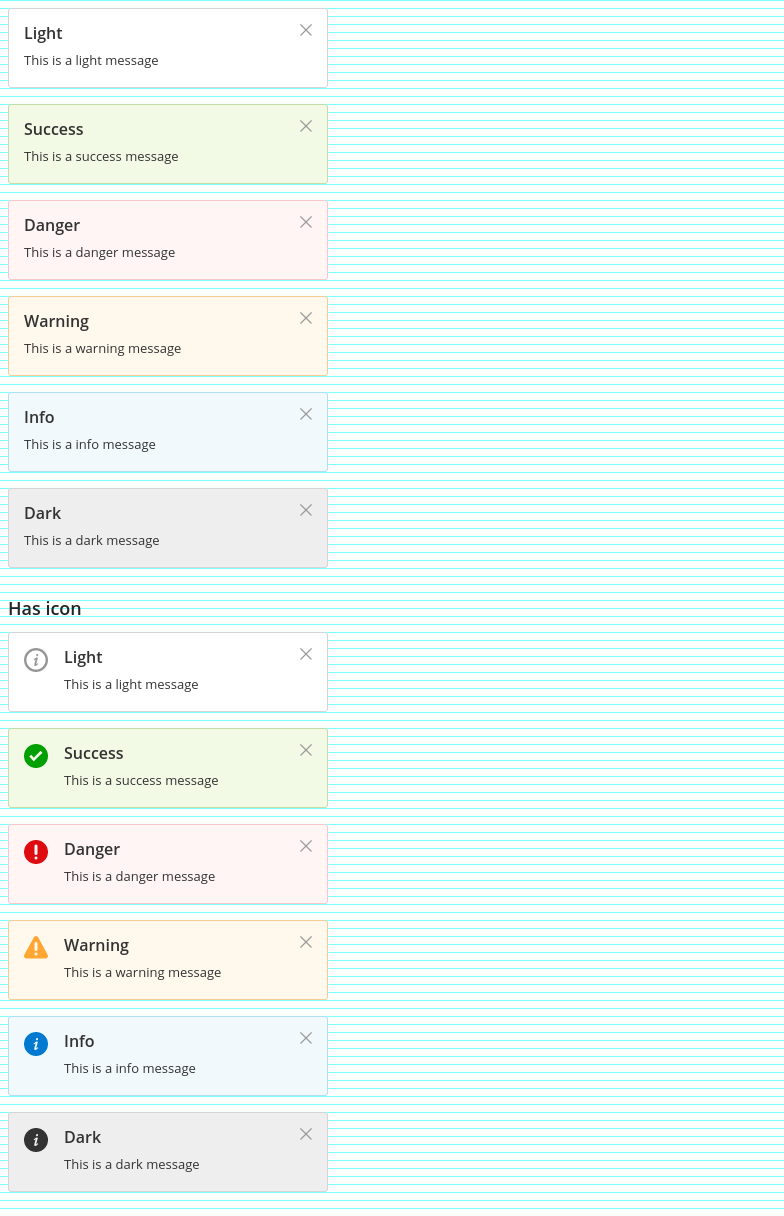 Light
This is a light message
Success
This is a success message
Danger
This is a danger message
Warning
This is a warning message
Info
This is a info message
Dark
This is a dark message
Has icon
Light
This is a light message
Success
This is a success message
Danger
This is a danger message
Warning
This is a warning message
Info
This is a info message
Dark
This is a dark message